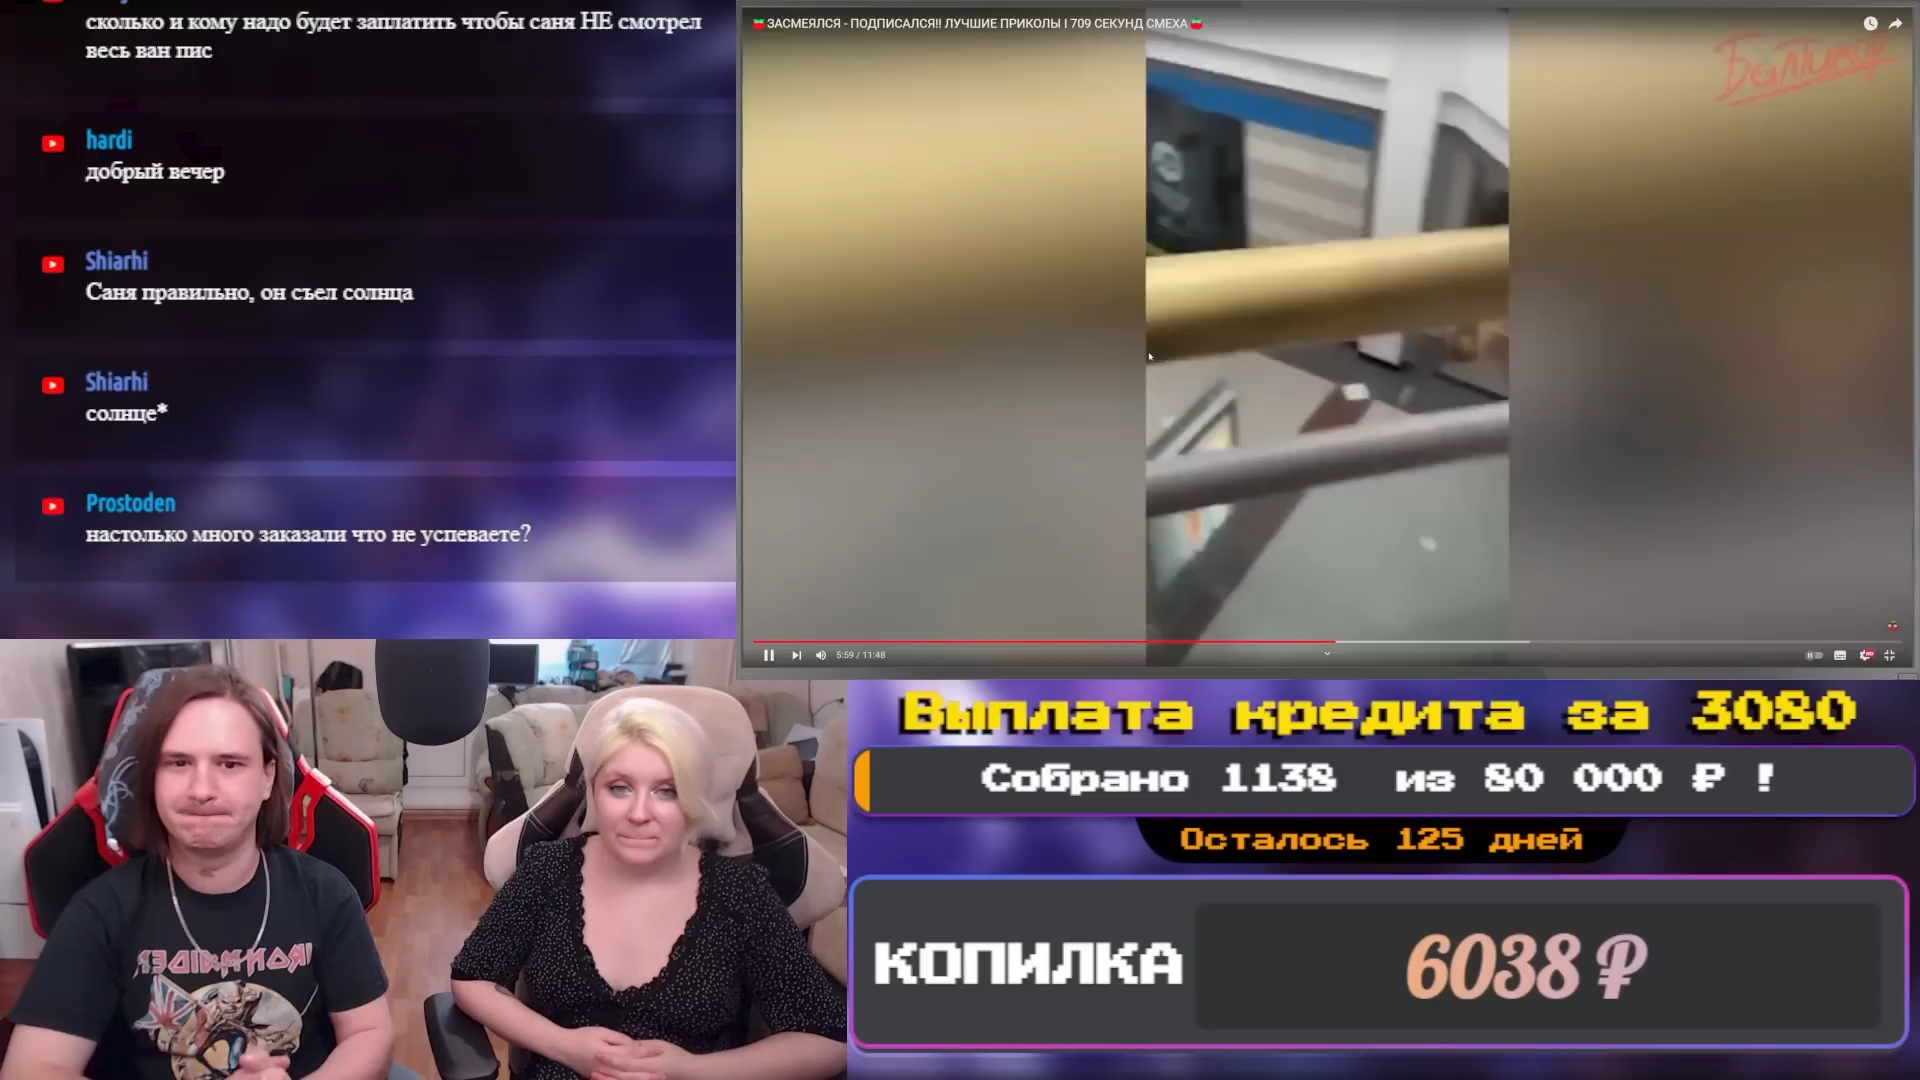 сколько и кому надо будет заплатить чтобы саня НЕ смотрел
весь ван пис
hardi
добрый вечер
Shiarhi
Саня правильно, он съел солнца
Shiarhi
солнце*
Prostoden
настолько много заказали что не успеваете?
ЗАСМЕЯЛСЯ - ПОДПИСАЛСЯ!! ЛУЧШИЕ ПРИКОЛЫ I 709 СЕКУНД СМЕХА
5:59 / 11:48
Выплата кредита за 3080
Собрано 1138 из 80 000 ₽ !
Осталось 125 дней
КОПИЛКА
6038 ₽